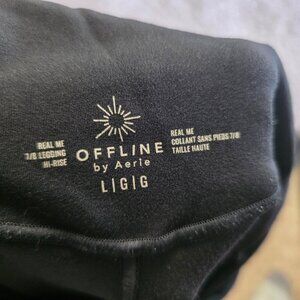 REAL ME
7/8 LEGGING
HI-RISE
OFFLINE
by Aerie
L|G|G
REAL ME
COLLANT SANS PIEDS 7/8
TAILLE HAUTE